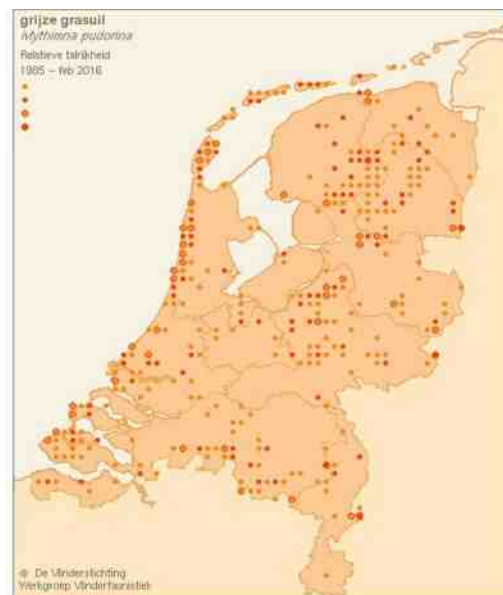 grijze grasuil
Mythimna pudorina
Relatieve talrijkheid
1985 – feb 2016
© De Vlinderstichting
Werkgroep Vlinderfaunistiek